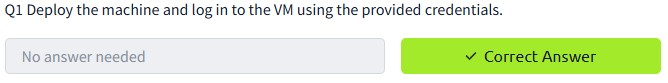 Q1 Deploy the machine and log in to the VM using the provided credentials.
No answer needed
✓ Correct Answer